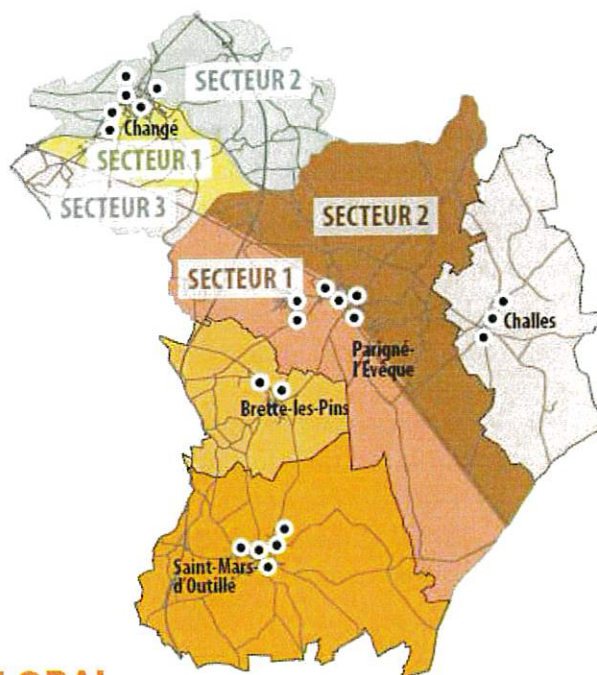 SECTEUR 2
Changé
SECTEUR 1
SECTEUR 3
SECTEUR 2
SECTEUR 1
Challes
Parigné-
l'Evêque
Brette-les-Pins
Saint-Mars-
d'Outillé